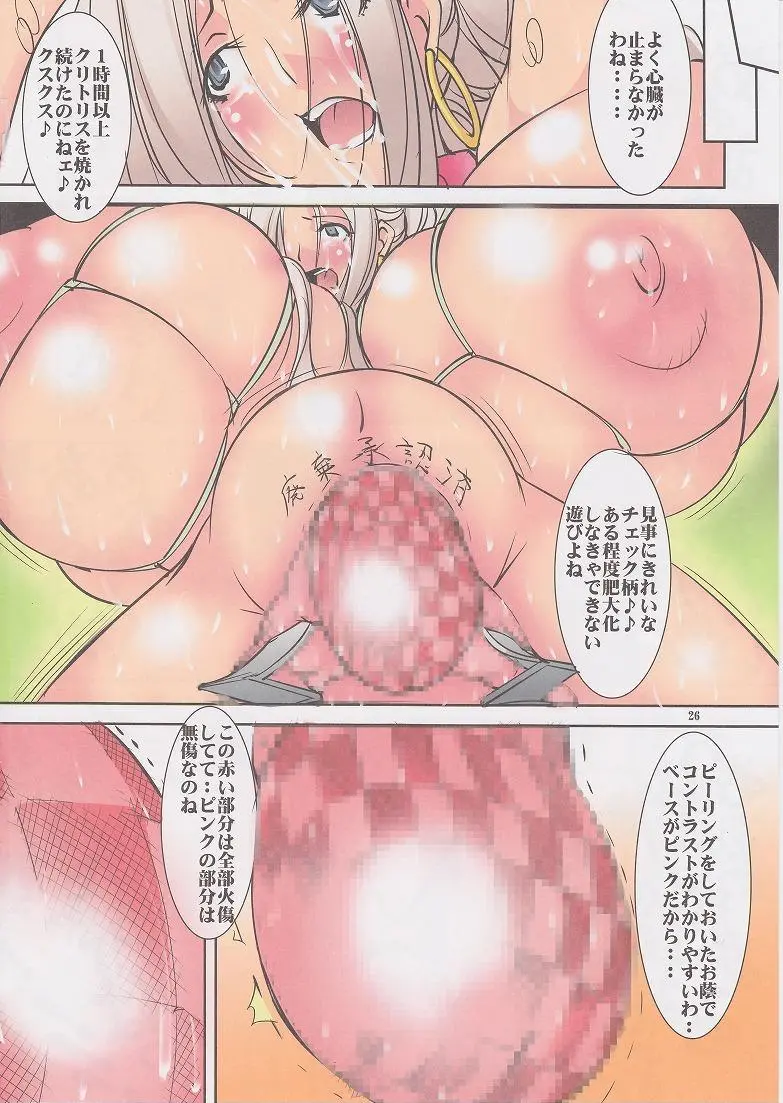 よく心臓が
止まらなかった
わね‥‥
1時間以上
クリトリスを焼かれ
続けたのにねェ♪
クスクス♪
廃棄承認済
見事にきれいな
チェック柄♪♪
ある程度肥大化
しなきゃできない
遊びよね
26
ピーリングをしておいたお蔭で
コントラストがわかりやすいわ‥
ベースがピンクだから‥‥
この赤い部分は全部火傷
してて‥ピンクの部分は
無傷なのね